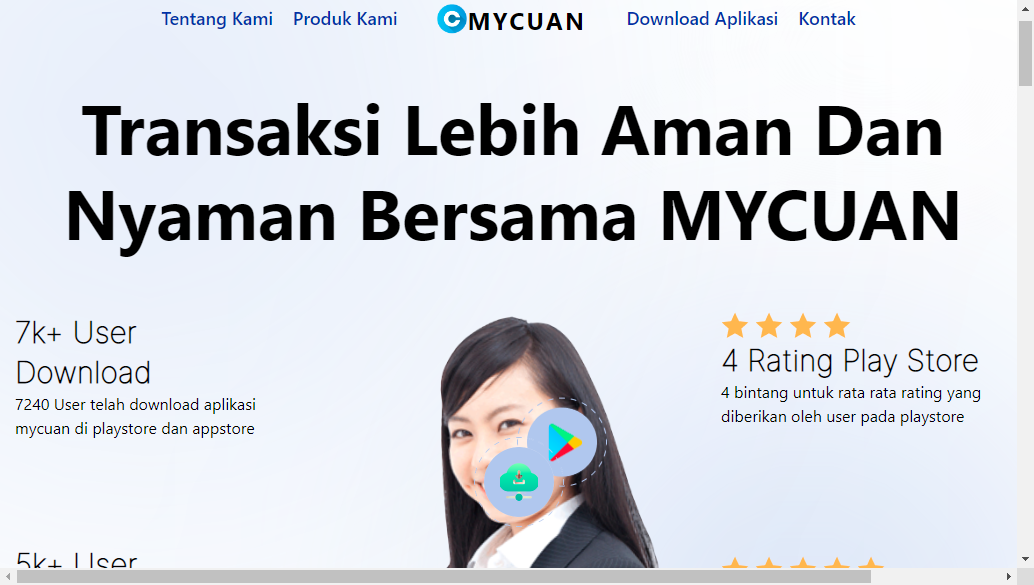 Tentang Kami Produk Kami MYCUAN Download Aplikasi Kontak
Transaksi Lebih Aman Dan
Nyaman Bersama MYCUAN
7k+ User
Download
7240 User telah download aplikasi
mycuan di playstore dan appstore
4 Rating Play Store
4 bintang untuk rata rata rating yang
diberikan oleh user pada playstore
5k+ User